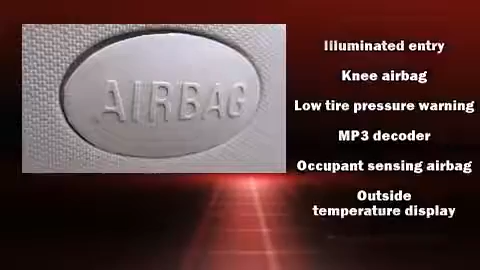 AIRBAG
Illuminated entry
Knee airbag
Low tire pressure warning
MP3 decoder
Occupant sensing airbag
Outside
temperature display